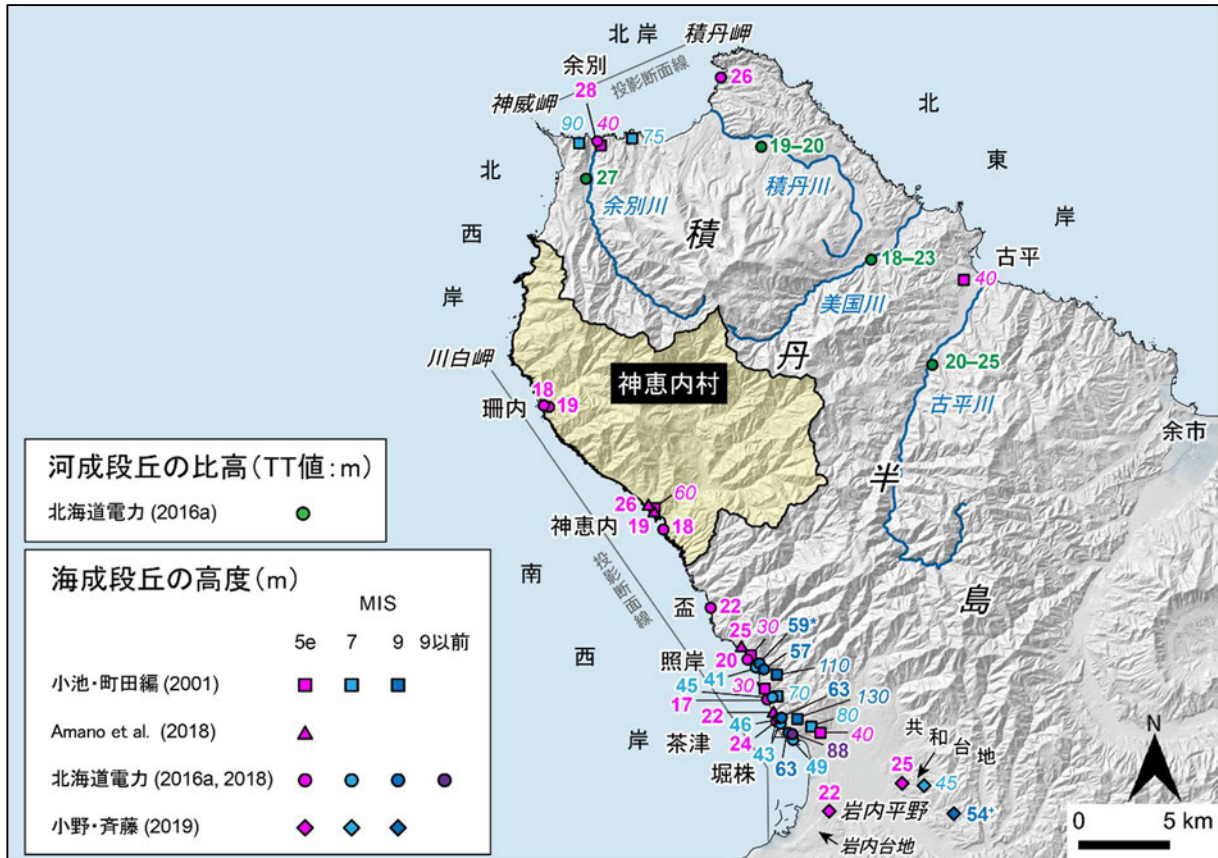 北岸
積丹岬
余別
投影断面線
28
26
神威岬
90
40
75
北東岸
19–20
北西岸
27
積丹川
余別川
積丹半島
18–23
古平
40
美国川
川白岬
神恵内村
20–25
18
珊内
19
古平川
余市
60
26
神恵内
19
18
投影断面線
南西岸
盃
22
25
30
59*
57
照岸
20
110
41
45
30
70
63
130
17
22
46
80
茶津
24
40
43
88
堀株
63
49
共和台地
25
45
22
岩内平野
54+
岩内台地
N
0
5 km
河成段丘の比高(TT値:m)
北海道電力 (2016a)
海成段丘の高度(m)
MIS
5e 7 9 9以前
小池・町田編 (2001)
Amano et al. (2018)
北海道電力 (2016a, 2018)
小野・斉藤 (2019)